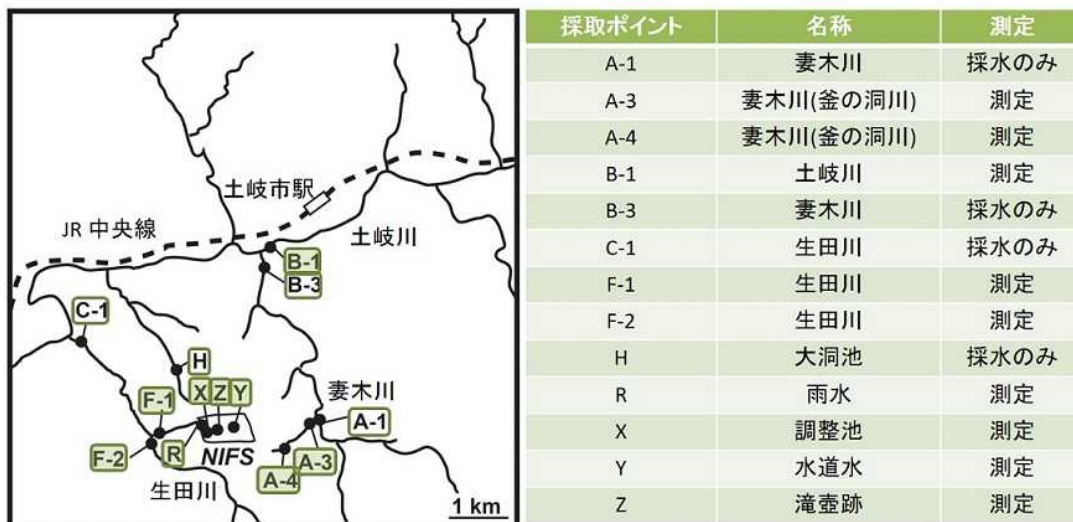 土岐市駅
JR 中央線
土岐川
B-1
B-3
C-1
H
X Z Y
妻木川
F-1
A-1
F-2
R
NIFS
A-3
A-4
生田川
1 km
採取ポイント 名称 測定
A-1 妻木川 採水のみ
A-3 妻木川(釜の洞川) 測定
A-4 妻木川(釜の洞川) 測定
B-1 土岐川 測定
B-3 妻木川 採水のみ
C-1 生田川 採水のみ
F-1 生田川 測定
F-2 生田川 測定
H 大洞池 採水のみ
R 雨水 測定
X 調整池 測定
Y 水道水 測定
Z 滝壺跡 測定